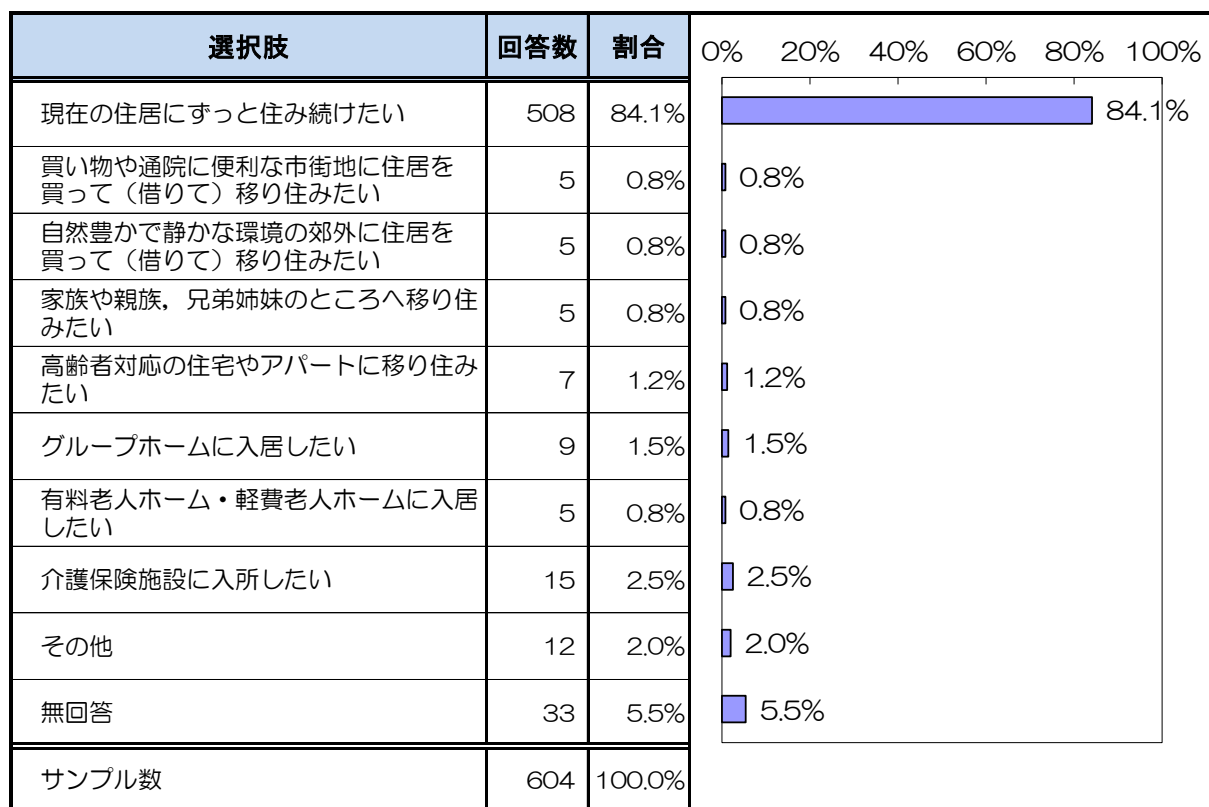 選択肢 回答数 割合 0% 20% 40% 60% 80% 100%
現在の住居にずっと住み続けたい 508 84.1% 84.1%
買い物や通院に便利な市街地に住居を
買って（借りて）移り住みたい 5 0.8% 0.8%
自然豊かで静かな環境の郊外に住居を
買って（借りて）移り住みたい 5 0.8% 0.8%
家族や親族，兄弟姉妹のところへ移り住
みたい 5 0.8% 0.8%
高齢者対応の住宅やアパートに移り住み
たい 7 1.2% 1.2%
グループホームに入居したい 9 1.5% 1.5%
有料老人ホーム・軽費老人ホームに入居
したい 5 0.8% 0.8%
介護保険施設に入所したい 15 2.5% 2.5%
その他 12 2.0% 2.0%
無回答 33 5.5% 5.5%
サンプル数 604 100.0%